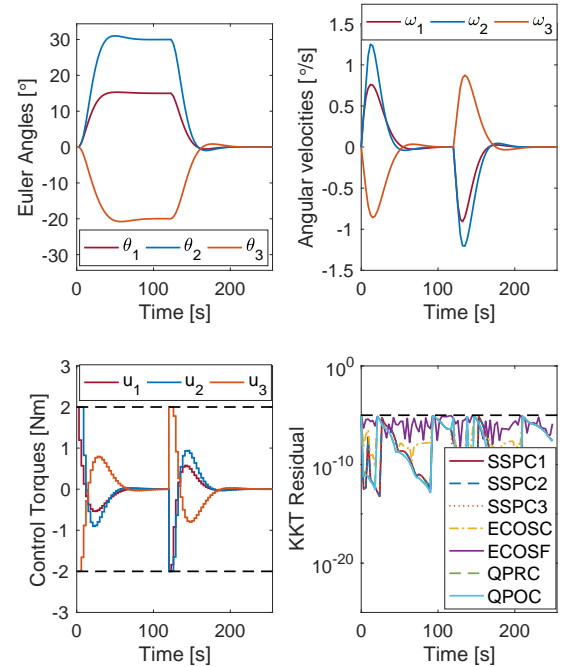 Euler Angles [°]
30
20
10
0
-10
-20
-30
θ1 θ2 θ3
0 100 200
Time [s]
Angular velocities [°/s]
ω1 ω2 ω3
1.5
1
0.5
0
-0.5
-1
-1.5
0 100 200
Time [s]
Control Torques [Nm]
u1 u2 u3
3
2
1
0
-1
-2
-3
0 100 200
Time [s]
KKT Residual
10^0
10^-10
10^-20
SSPC1
SSPC2
SSPC3
ECOSC
ECOSF
QPRC
QPOC
0 100 200
Time [s]